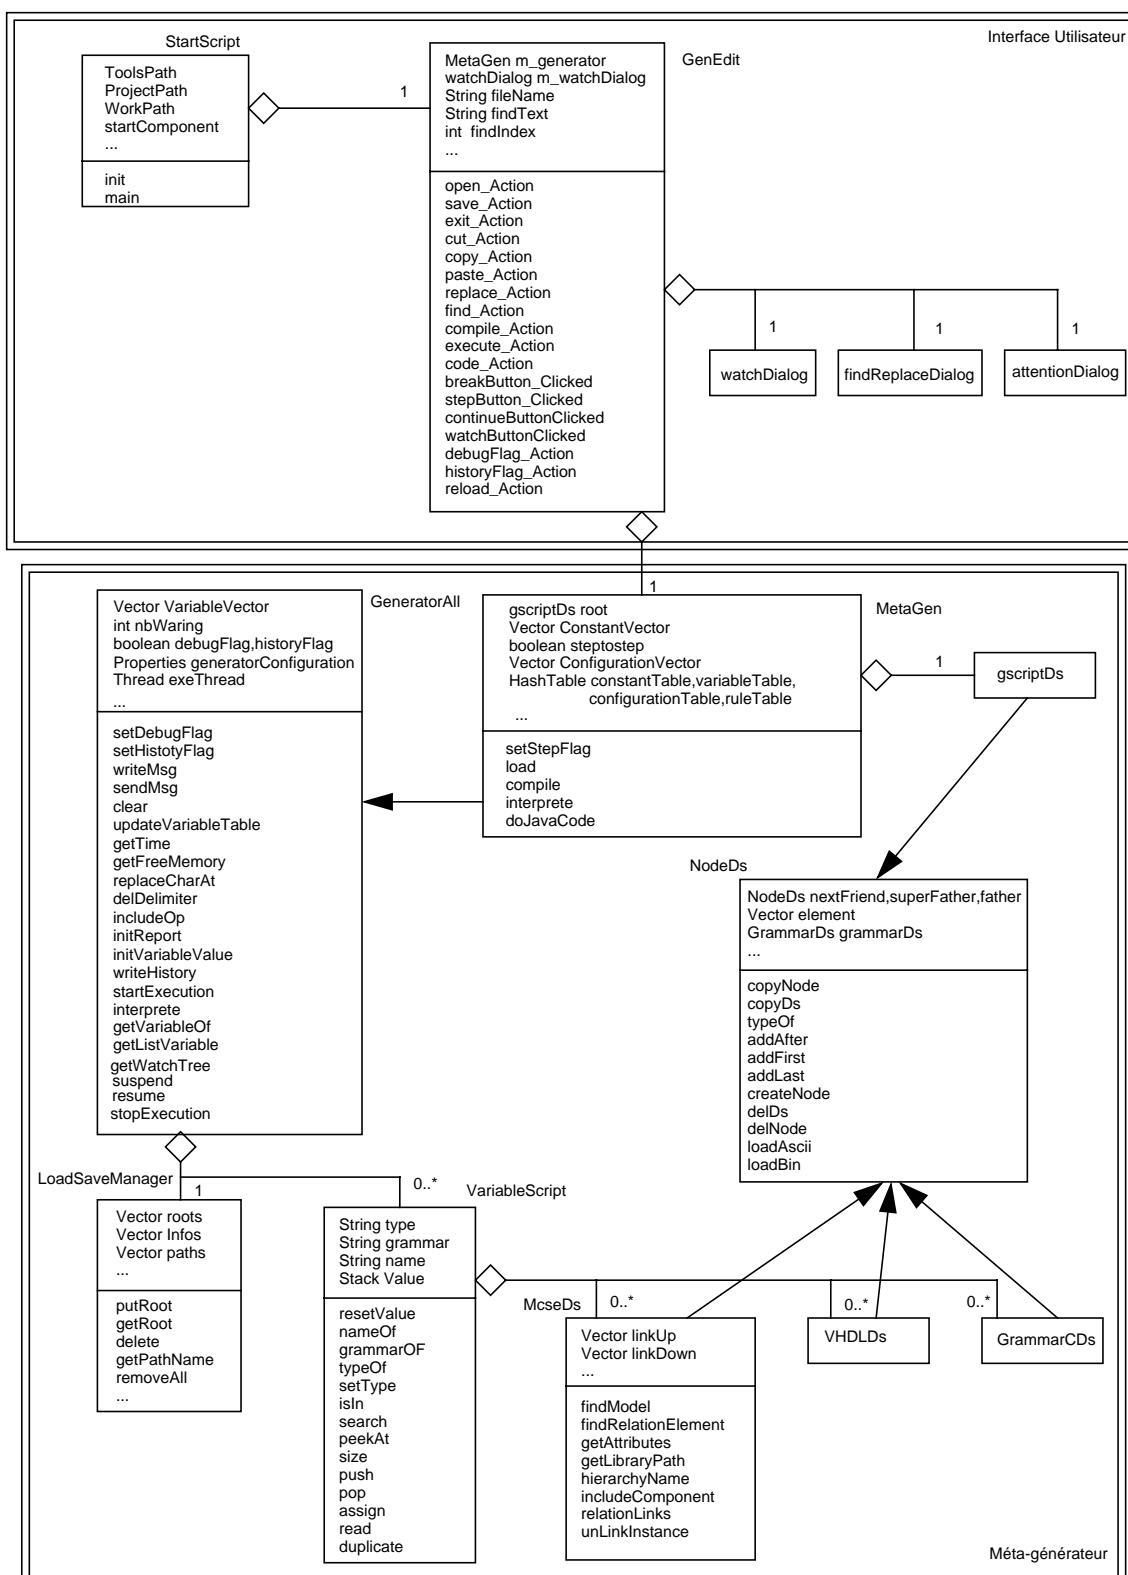 Interface Utilisateur
StartScript
ToolsPath
ProjectPath
WorkPath
startComponent
...
init
main
1
GenEdit
MetaGen m_generator
watchDialog m_watchDialog
String fileName
String findText
int findIndex
...
open_Action
save_Action
exit_Action
cut_Action
copy_Action
paste_Action
replace_Action
find_Action
compile_Action
execute_Action
code_Action
breakButton_Clicked
stepButton_Clicked
continueButtonClicked
watchButtonClicked
debugFlag_Action
historyFlag_Action
reload_Action
1
1
1
watchDialog
findReplaceDialog
attentionDialog
1
GeneratorAll
Vector VariableVector
int nbWaring
boolean debugFlag,historyFlag
Properties generatorConfiguration
Thread exeThread
...
setDebugFlag
setHistotyFlag
writeMsg
sendMsg
clear
updateVariableTable
getTime
getFreeMemory
replaceCharAt
delDelimiter
includeOp
initReport
initVariableValue
writeHistory
startExecution
interprete
getVariableOf
getListVariable
getWatchTree
suspend
resume
stopExecution
MetaGen
gscriptDs root
Vector ConstantVector
boolean steptostep
Vector ConfigurationVector
HashTable constantTable,variableTable,
configurationTable,ruleTable
...
setStepFlag
load
compile
interprete
doJavaCode
1
gscriptDs
NodeDs
NodeDs nextFriend,superFather,father
Vector element
GrammarDs grammarDs
...
copyNode
copyDs
typeOf
addAfter
addFirst
addLast
createNode
delDs
delNode
loadAscii
loadBin
LoadSaveManager
1
Vector roots
Vector Infos
Vector paths
...
putRoot
getRoot
delete
getPathName
removeAll
...
0..*
VariableScript
String type
String grammar
String name
Stack Value
resetValue
nameOf
grammarOF
typeOf
setType
isIn
search
peekAt
size
push
pop
assign
read
duplicate
McseDs
0..*
0..*
0..*
Vector linkUp
Vector linkDown
...
findModel
findRelationElement
getAttributes
getLibraryPath
hierarchyName
includeComponent
relationLinks
unLinkInstance
VHDLDs
GrammarCDs
Méta-générateur